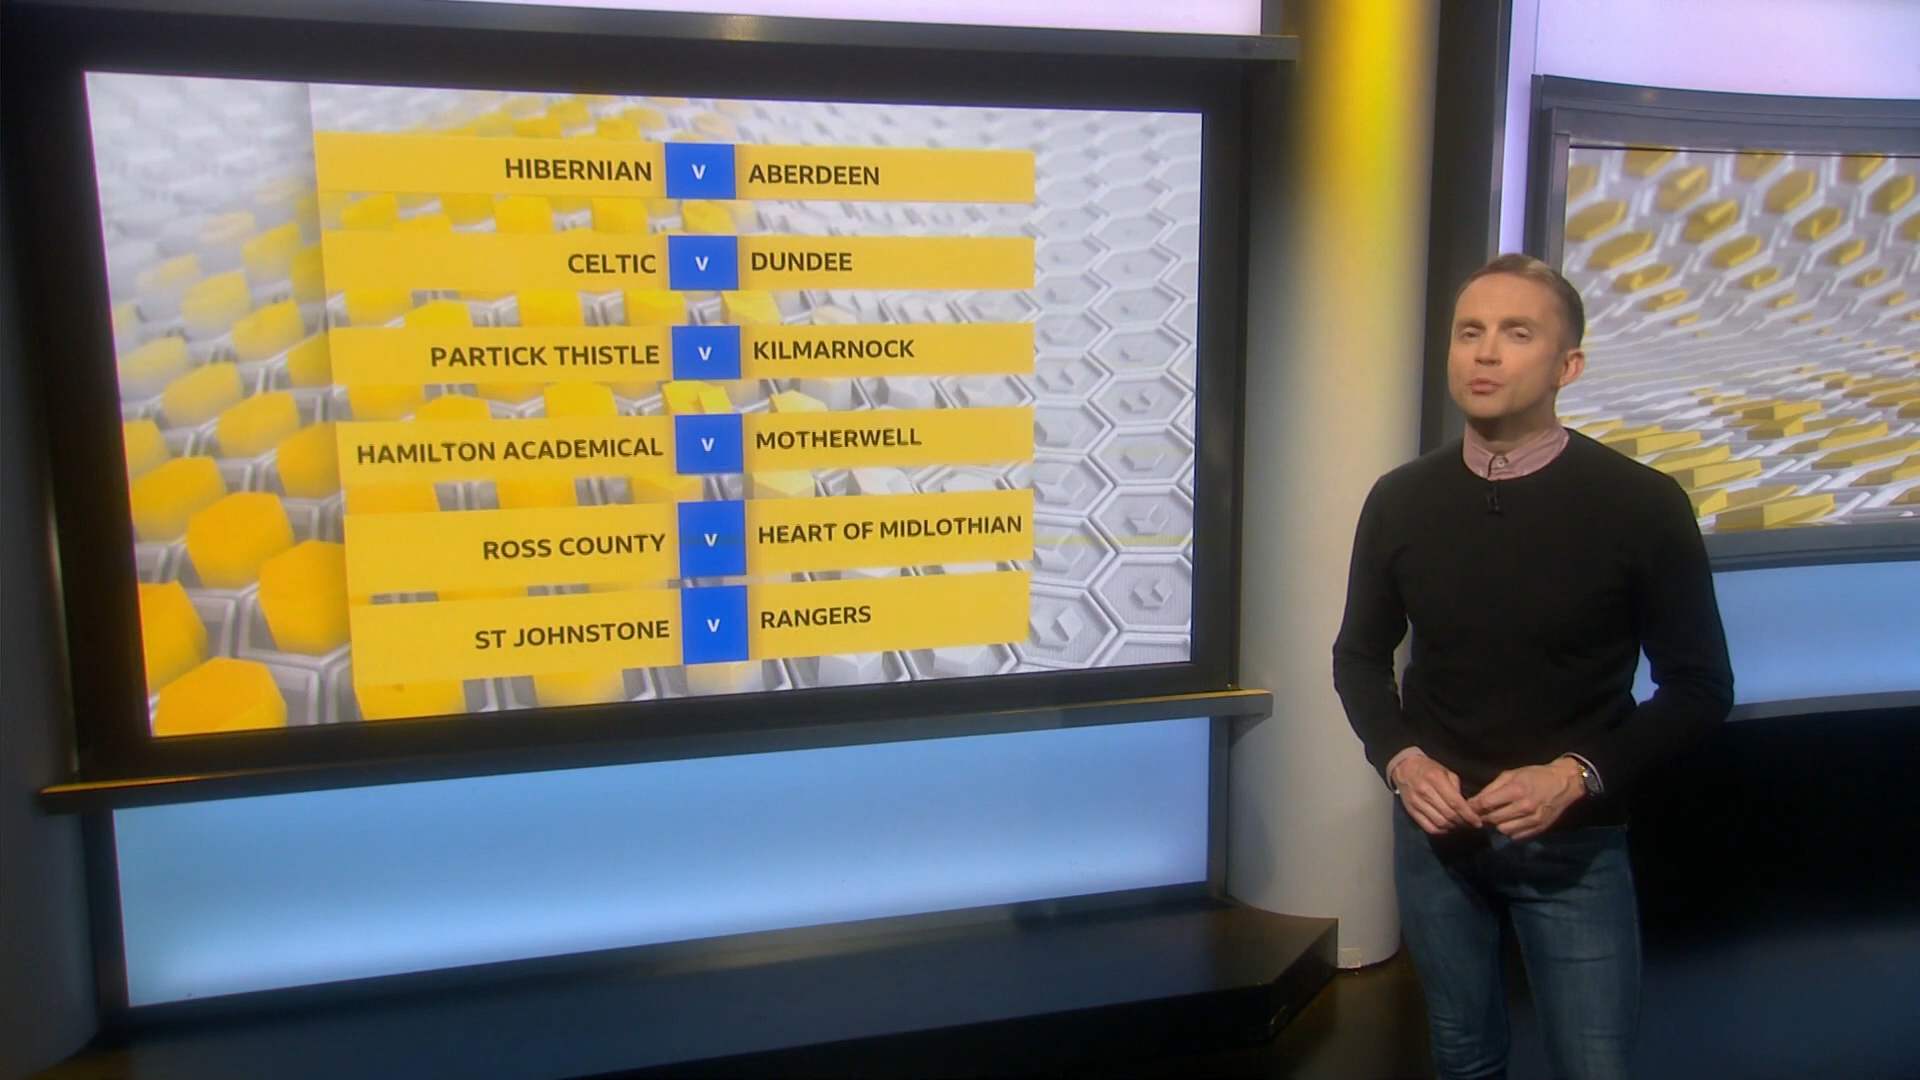 HIBERNIAN v ABERDEEN
CELTIC v DUNDEE
PARTICK THISTLE v KILMARNOCK
HAMILTON ACADEMICAL v MOTHERWELL
ROSS COUNTY v HEART OF MIDLOTHIAN
ST JOHNSTONE v RANGERS